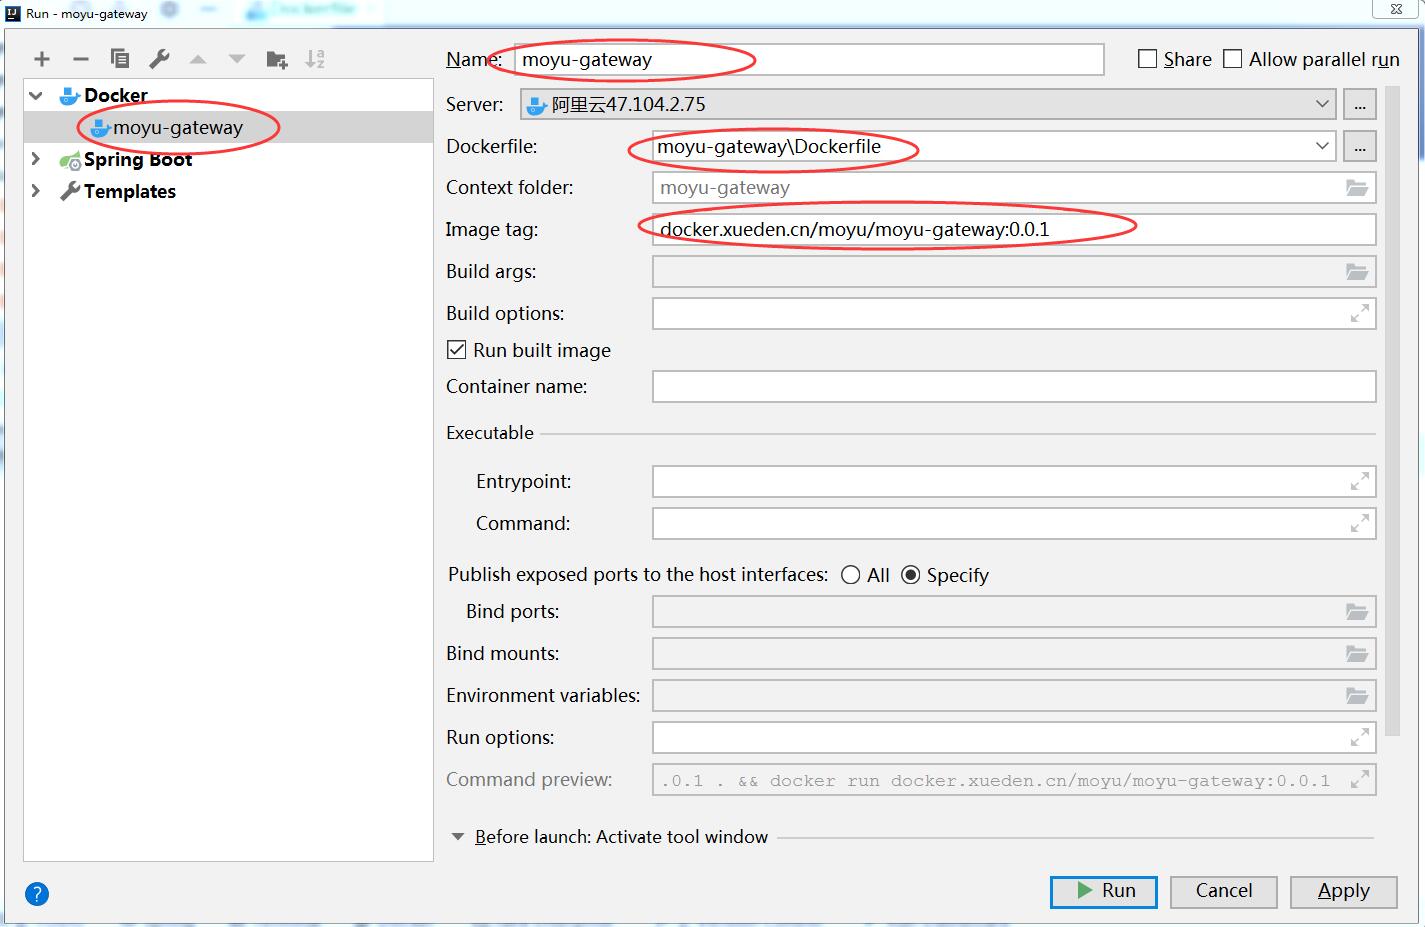 Run - moyu-gateway
Name: moyu-gateway
Share
Allow parallel run
Docker
moyu-gateway
Spring Boot
Templates
Server: 阿里云47.104.2.75
...
Dockerfile: moyu-gateway\Dockerfile
...
Context folder: moyu-gateway
Image tag: docker.xueden.cn/moyu/moyu-gateway:0.0.1
Build args:
Build options:
Run built image
Container name:
Executable
Entrypoint:
Command:
Publish exposed ports to the host interfaces: All Specify
Bind ports:
Bind mounts:
Environment variables:
Run options:
Command preview: .0.1 . && docker run docker.xueden.cn/moyu/moyu-gateway:0.0.1
Before launch: Activate tool window
?
Run
Cancel
Apply